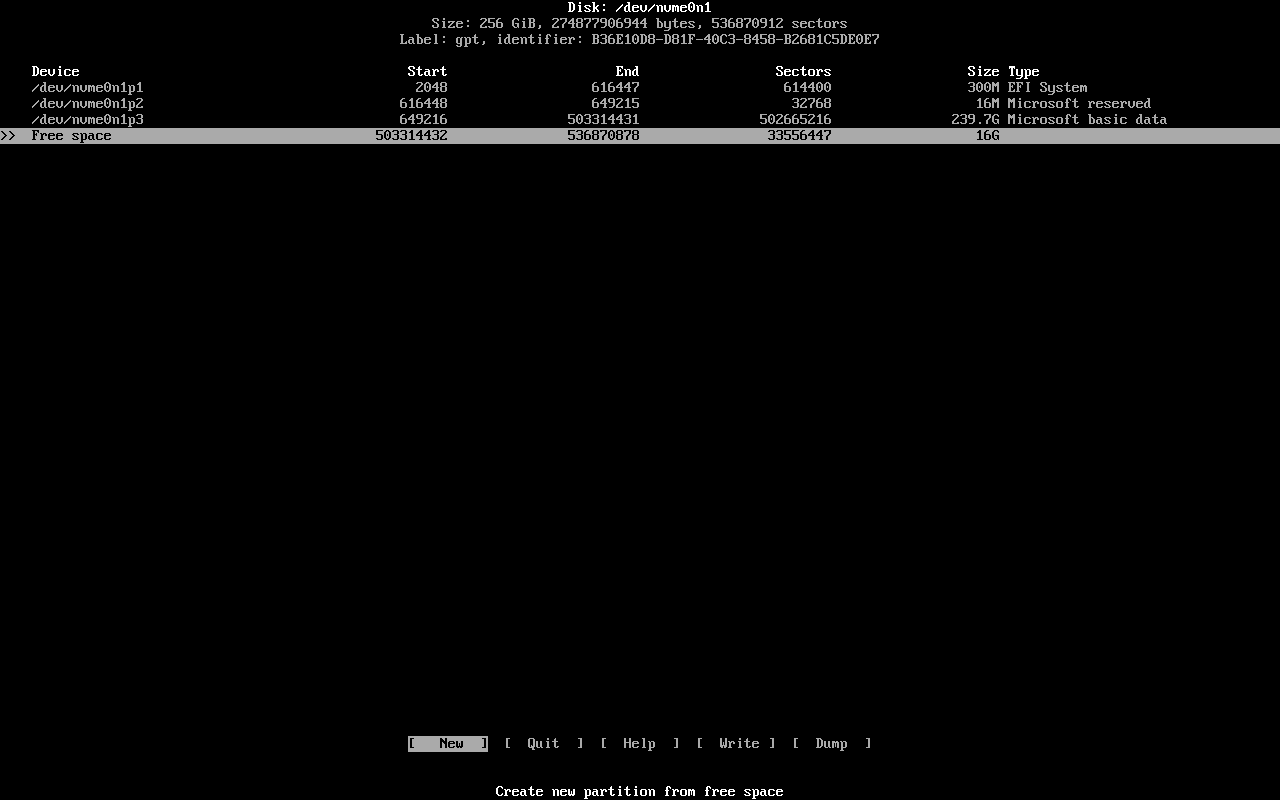 Disk: /dev/nvme0n1
Size: 256 GiB, 274877906944 bytes, 536870912 sectors
Label: gpt, identifier: B36E10D8-D81F-40C3-8458-B2681C5DE0E7
Device Start End Sectors Size Type
/dev/nvme0n1p1 2048 616447 614400 300M EFI System
/dev/nvme0n1p2 616448 649215 32768 16M Microsoft reserved
/dev/nvme0n1p3 649216 503314431 502665216 239.7G Microsoft basic data
>> Free space 503314432 536870878 33556447 16G
[ New ] [ Quit ] [ Help ] [ Write ] [ Dump ]
Create new partition from free space